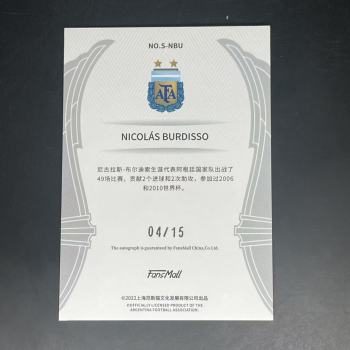 NO.S-NBU
AFA
NICOLÁS BURDISSO
尼古拉斯·布尔迪索生涯代表阿根廷国家队出战了
49场比赛，贡献2个进球和2次助攻，参加过2006
和2010世界杯。
04/15
The autograph is guaranteed by FansMall China,Co.Ltd.
FansMall
©2022上海范斯猫文化发展有限公司出品
©OFFICIALLY LICENSED PRODUCT OF THE
ARGENTINA FOOTBALL ASSOCIATION.